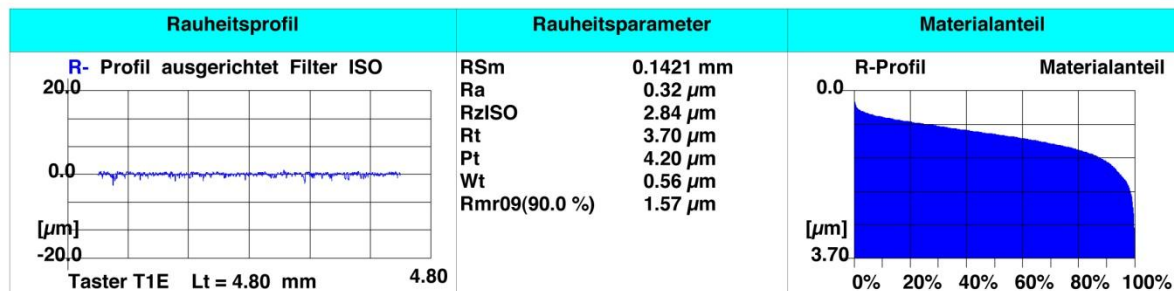 Rauheitsprofil
R- Profil ausgerichtet Filter ISO
20.0
0.0
[µm]
-20.0
Taster T1E Lt = 4.80 mm
4.80
Rauheitsparameter
RSm 0.1421 mm
Ra 0.32 µm
RzISO 2.84 µm
Rt 3.70 µm
Pt 4.20 µm
Wt 0.56 µm
Rmr09(90.0 %) 1.57 µm
Materialanteil
R-Profil Materialanteil
0.0
[µm]
3.70
0% 20% 40% 60% 80% 100%